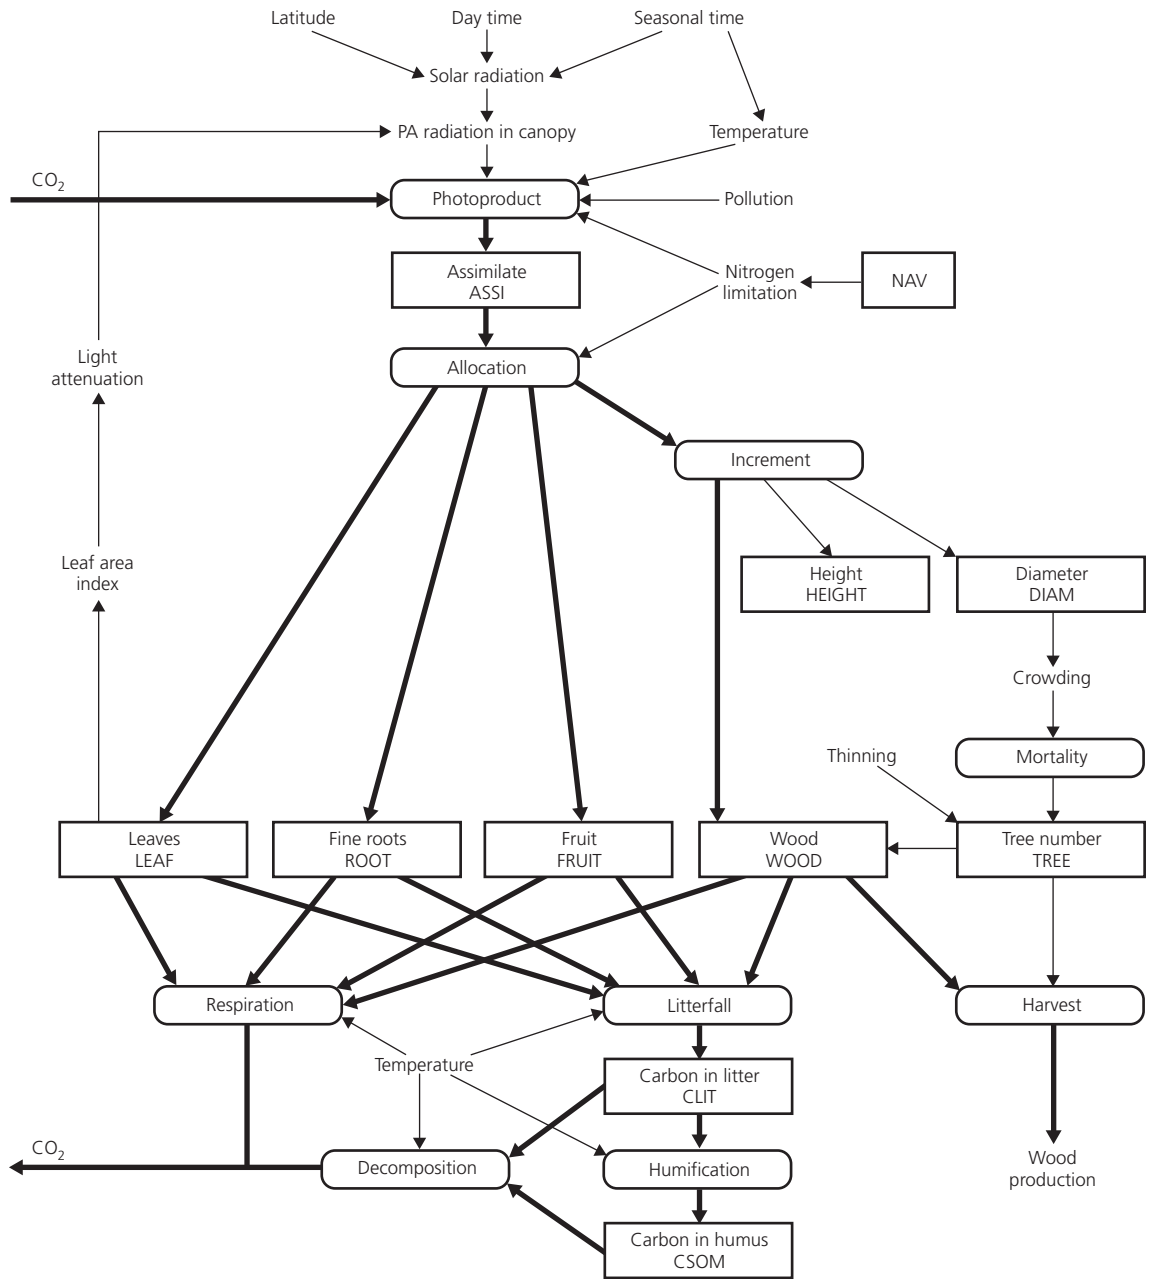 Latitude
Day time
Seasonal time
Solar radiation
PA radiation in canopy
Temperature
CO2
Photoproduct
Pollution
Assimilate
ASSI
Nitrogen
limitation
NAV
Allocation
Light
attenuation
Increment
Leaf area
index
Height
HEIGHT
Diameter
DIAM
Crowding
Mortality
Thinning
Leaves
LEAF
Fine roots
ROOT
Fruit
FRUIT
Wood
WOOD
Tree number
TREE
Respiration
Litterfall
Harvest
Temperature
Carbon in litter
CLIT
CO2
Decomposition
Humification
Wood
production
Carbon in humus
CSOM